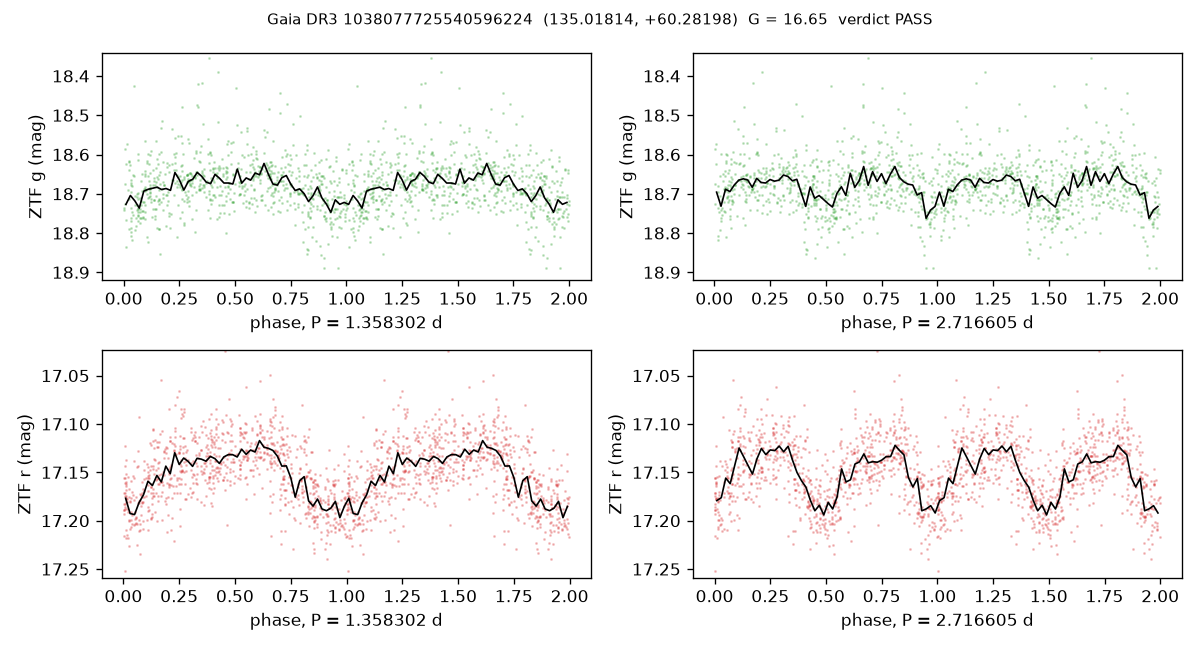 Gaia DR3 1038077725540596224  (135.01814, +60.28198)  G = 16.65  verdict PASS
ZTF g (mag)
18.4
18.5
18.6
18.7
18.8
18.9
0.00 0.25 0.50 0.75 1.00 1.25 1.50 1.75 2.00
phase, P = 1.358302 d
ZTF g (mag)
18.4
18.5
18.6
18.7
18.8
18.9
0.00 0.25 0.50 0.75 1.00 1.25 1.50 1.75 2.00
phase, P = 2.716605 d
ZTF r (mag)
17.05
17.10
17.15
17.20
17.25
0.00 0.25 0.50 0.75 1.00 1.25 1.50 1.75 2.00
phase, P = 1.358302 d
ZTF r (mag)
17.05
17.10
17.15
17.20
17.25
0.00 0.25 0.50 0.75 1.00 1.25 1.50 1.75 2.00
phase, P = 2.716605 d